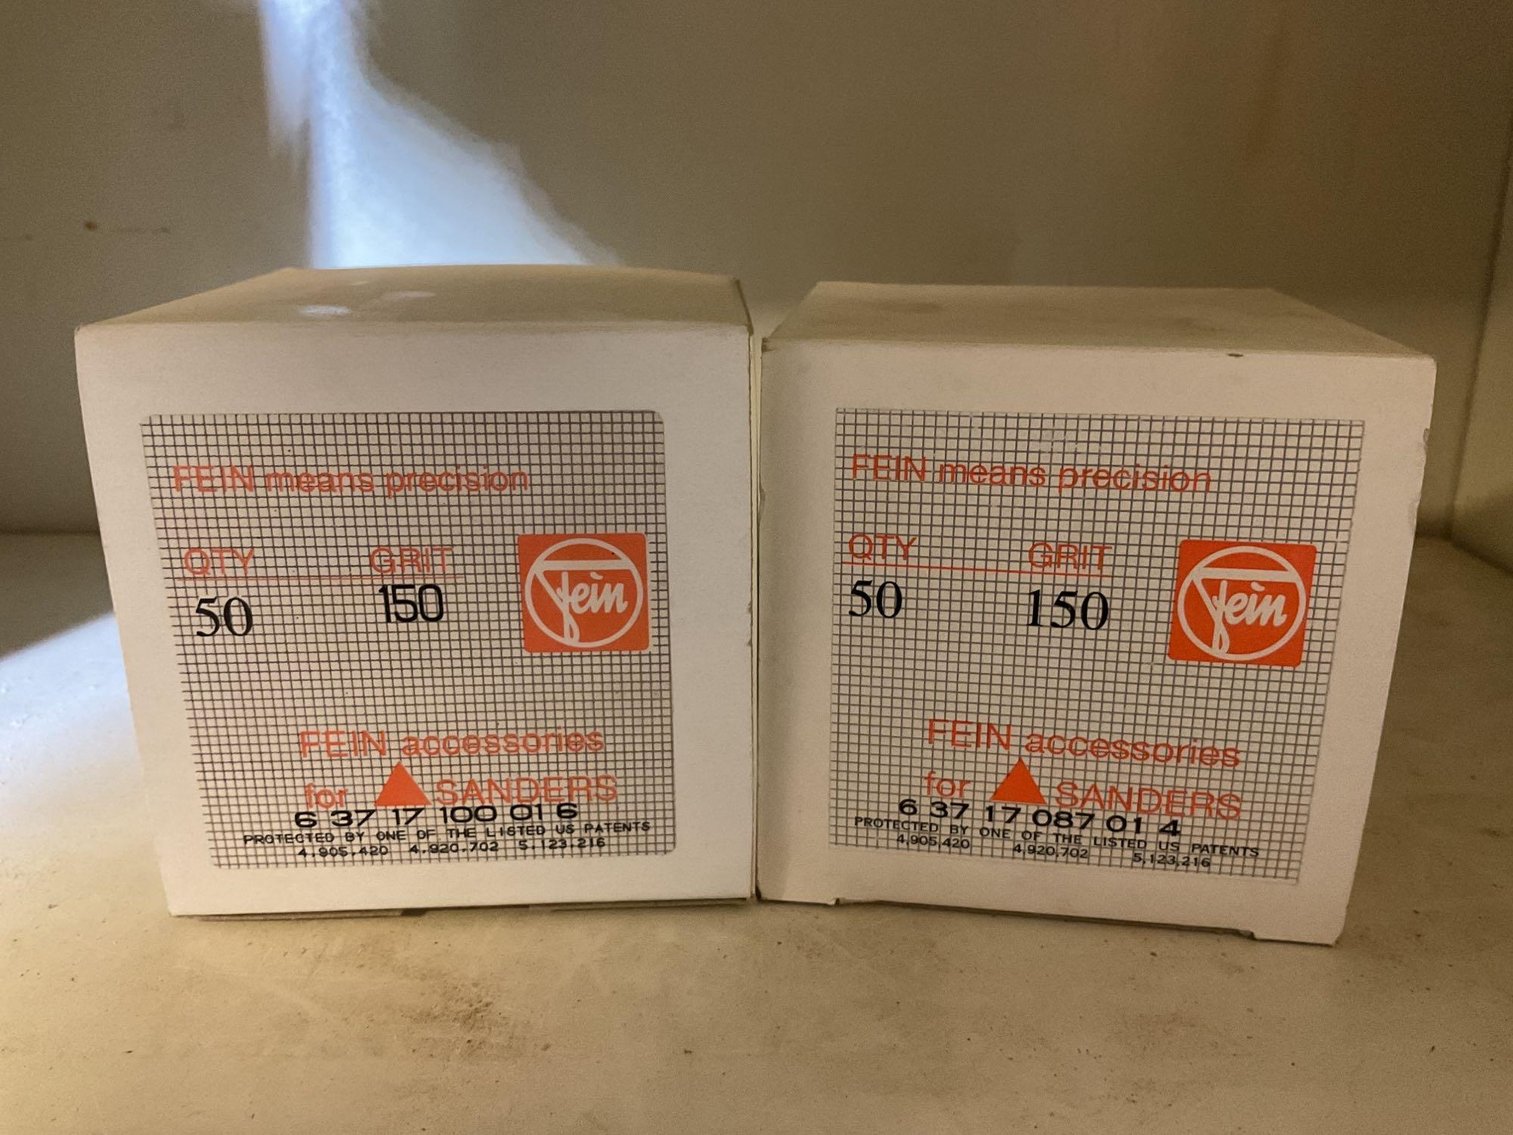 FEIN means precision
QTY GRIT
50 150
fein
FEIN accessories
for SANDERS
6 37 17 100 01 6
PROTECTED BY ONE OF THE LISTED US PATENTS
4,905,420 4,920,702 5,123,216
FEIN means precision
QTY GRIT
50 150
fein
FEIN accessories
for SANDERS
6 37 17 087 01 4
PROTECTED BY ONE OF THE LISTED US PATENTS
4,905,420 4,920,702 5,123,216